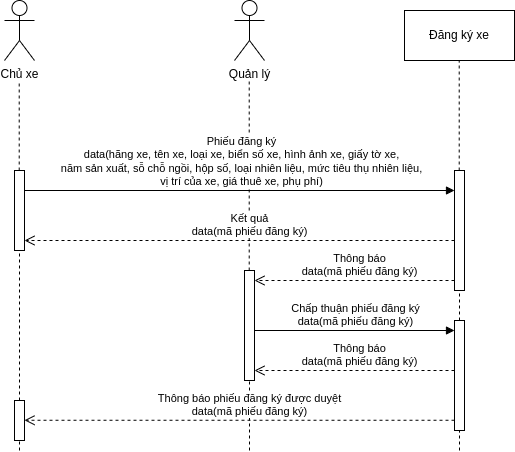 Chủ xe
Quản lý
Đăng ký xe
Phiếu đăng ký
data(hãng xe, tên xe, loại xe, biển số xe, hình ảnh xe, giấy tờ xe,
năm sản xuất, sỗ chỗ ngồi, hộp số, loại nhiên liệu, mức tiêu thụ nhiên liệu,
vị trí của xe, giá thuê xe, phụ phí)
Kết quả
data(mã phiếu đăng ký)
Thông báo
data(mã phiếu đăng ký)
Chấp thuận phiếu đăng ký
data(mã phiếu đăng ký)
Thông báo
data(mã phiếu đăng ký)
Thông báo phiếu đăng ký được duyệt
data(mã phiếu đăng ký)